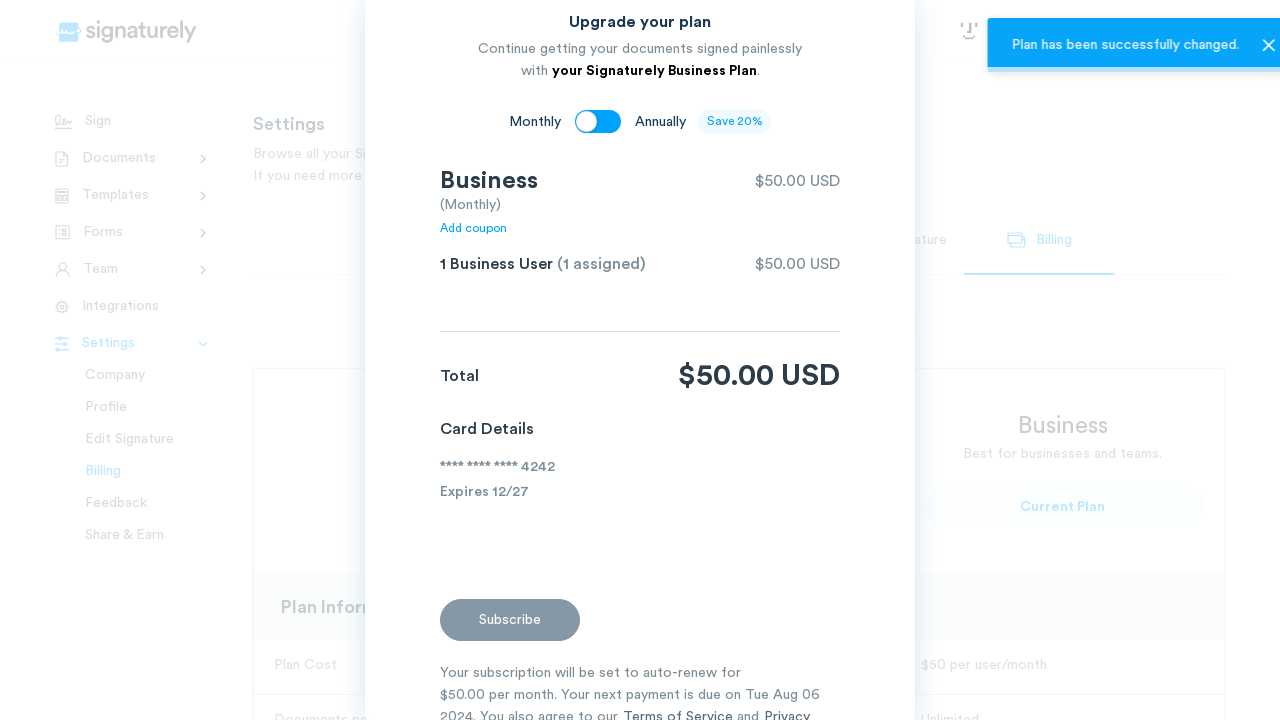 signaturely
Sign
Documents
Templates
Forms
Team
Integrations
Settings
Company
Profile
Edit Signature
Billing
Feedback
Share & Earn
Settings
Browse all your Si
If you need more
Upgrade your plan
Continue getting your documents signed painlessly
with your Signaturely Business Plan.
Monthly
Annually
Save 20%
Business
$50.00 USD
(Monthly)
Add coupon
1 Business User (1 assigned)
$50.00 USD
Total
$50.00 USD
Card Details
**** **** **** 4242
Expires 12/27
Subscribe
Your subscription will be set to auto-renew for
$50.00 per month. Your next payment is due on Tue Aug 06
2024. You also agree to our Terms of Service and Privacy
Plan has been successfully changed.
ature
Billing
Business
Best for businesses and teams.
Current Plan
Plan Inform
Plan Cost
$50 per user/month
Documents pe
Unlimited